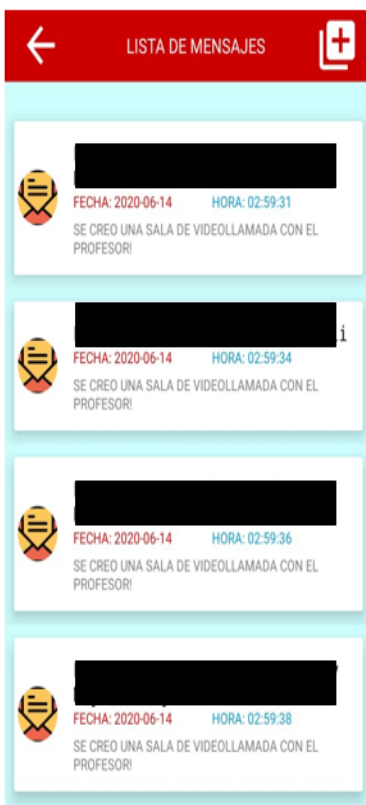 LISTA DE MENSAJES
FECHA: 2020-06-14 HORA: 02:59:31
SE CREO UNA SALA DE VIDEOLLAMADA CON EL
PROFESOR!
i
FECHA: 2020-06-14 HORA: 02:59:34
SE CREO UNA SALA DE VIDEOLLAMADA CON EL
PROFESOR!
FECHA: 2020-06-14 HORA: 02:59:36
SE CREO UNA SALA DE VIDEOLLAMADA CON EL
PROFESOR!
FECHA: 2020-06-14 HORA: 02:59:38
SE CREO UNA SALA DE VIDEOLLAMADA CON EL
PROFESOR!